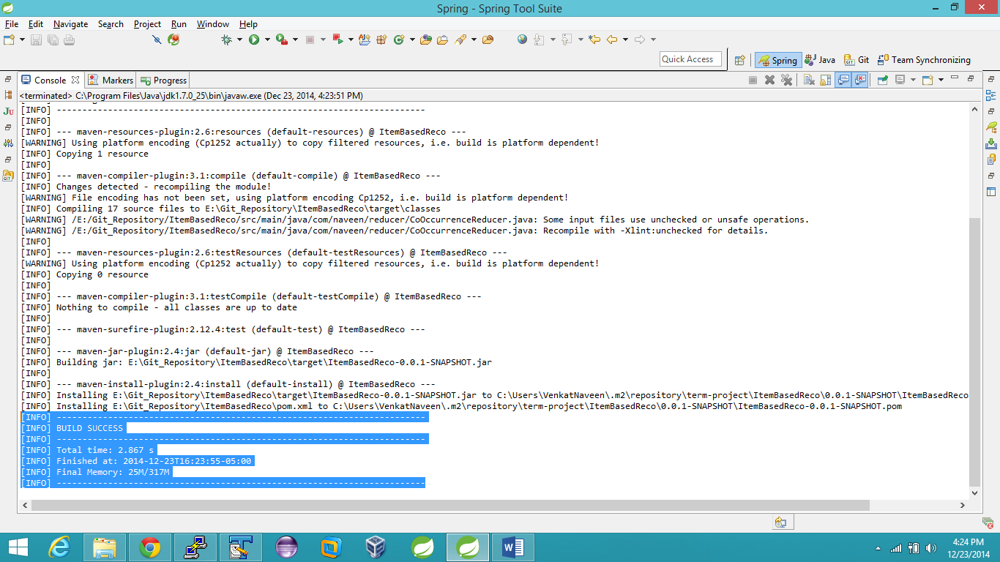 Spring - Spring Tool Suite
File Edit Navigate Search Project Run Window Help
Quick Access
Spring Java Git Team Synchronizing
Console Markers Progress
<terminated> C:\Program Files\Java\jdk1.7.0_25\bin\javaw.exe (Dec 23, 2014, 4:23:51 PM)
[INFO] ------------------------------------------------------------------------
[INFO]
[INFO] --- maven-resources-plugin:2.6:resources (default-resources) @ ItemBasedReco ---
[WARNING] Using platform encoding (Cp1252 actually) to copy filtered resources, i.e. build is platform dependent!
[INFO] Copying 1 resource
[INFO]
[INFO] --- maven-compiler-plugin:3.1:compile (default-compile) @ ItemBasedReco ---
[INFO] Changes detected - recompiling the module!
[WARNING] File encoding has not been set, using platform encoding Cp1252, i.e. build is platform dependent!
[INFO] Compiling 17 source files to E:\Git_Repository\ItemBasedReco\target\classes
[WARNING] /E:/Git_Repository/ItemBasedReco/src/main/java/com/naveen/reducer/CoOccurrenceReducer.java: Some input files use unchecked or unsafe operations.
[WARNING] /E:/Git_Repository/ItemBasedReco/src/main/java/com/naveen/reducer/CoOccurrenceReducer.java: Recompile with -Xlint:unchecked for details.
[INFO]
[INFO] --- maven-resources-plugin:2.6:testResources (default-testResources) @ ItemBasedReco ---
[WARNING] Using platform encoding (Cp1252 actually) to copy filtered resources, i.e. build is platform dependent!
[INFO] Copying 0 resource
[INFO]
[INFO] --- maven-compiler-plugin:3.1:testCompile (default-testCompile) @ ItemBasedReco ---
[INFO] Nothing to compile - all classes are up to date
[INFO]
[INFO] --- maven-surefire-plugin:2.12.4:test (default-test) @ ItemBasedReco ---
[INFO]
[INFO] --- maven-jar-plugin:2.4:jar (default-jar) @ ItemBasedReco ---
[INFO] Building jar: E:\Git_Repository\ItemBasedReco\target\ItemBasedReco-0.0.1-SNAPSHOT.jar
[INFO]
[INFO] --- maven-install-plugin:2.4:install (default-install) @ ItemBasedReco ---
[INFO] Installing E:\Git_Repository\ItemBasedReco\target\ItemBasedReco-0.0.1-SNAPSHOT.jar to C:\Users\VenkatNaveen\.m2\repository\term-project\ItemBasedReco\0.0.1-SNAPSHOT\ItemBasedReco
[INFO] Installing E:\Git_Repository\ItemBasedReco\pom.xml to C:\Users\VenkatNaveen\.m2\repository\term-project\ItemBasedReco\0.0.1-SNAPSHOT\ItemBasedReco-0.0.1-SNAPSHOT.pom
[INFO] ------------------------------------------------------------------------
[INFO] BUILD SUCCESS
[INFO] ------------------------------------------------------------------------
[INFO] Total time: 2.867 s
[INFO] Finished at: 2014-12-23T16:23:55-05:00
[INFO] Final Memory: 25M/317M
[INFO] ------------------------------------------------------------------------
4:24 PM
12/23/2014